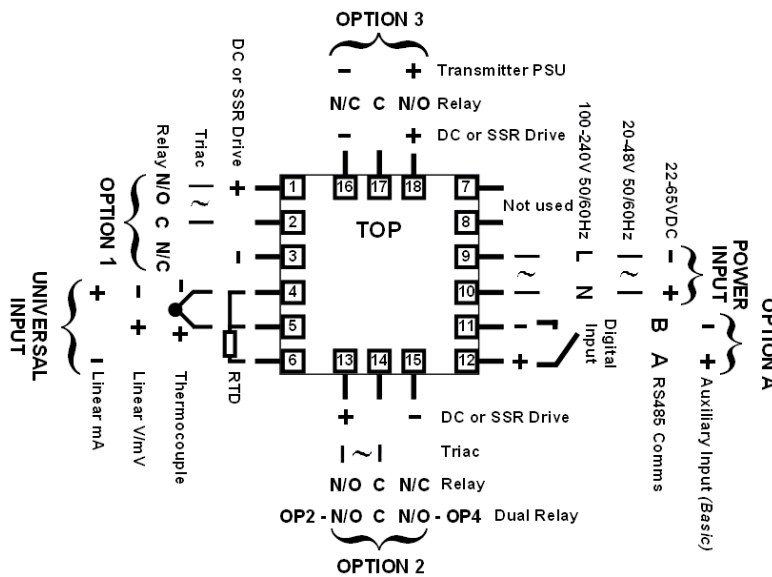 OPTION 3
- + Transmitter PSU
N/C C N/O Relay
- + DC or SSR Drive
16 17 18
TOP
1
2
3
4
5
6
7
8
9
10
11
12
13 14 15
DC or SSR Drive + -
Triac | ~ |
Relay N/O C N/C
OPTION 1
UNIVERSAL
INPUT
+ - Linear mA
- + Linear V/mV
- + Thermocouple
RTD
Not used
100-240V 50/60Hz L ~ N
20-48V 50/60Hz | ~ |
22-65VDC - +
POWER
INPUT
- + Digital
Input
B A RS485 Comms
- + Auxiliary Input (Basic)
OPTION A
+ - DC or SSR Drive
| ~ | Triac
N/O C N/C Relay
OP2 - N/O C N/O - OP4 Dual Relay
OPTION 2